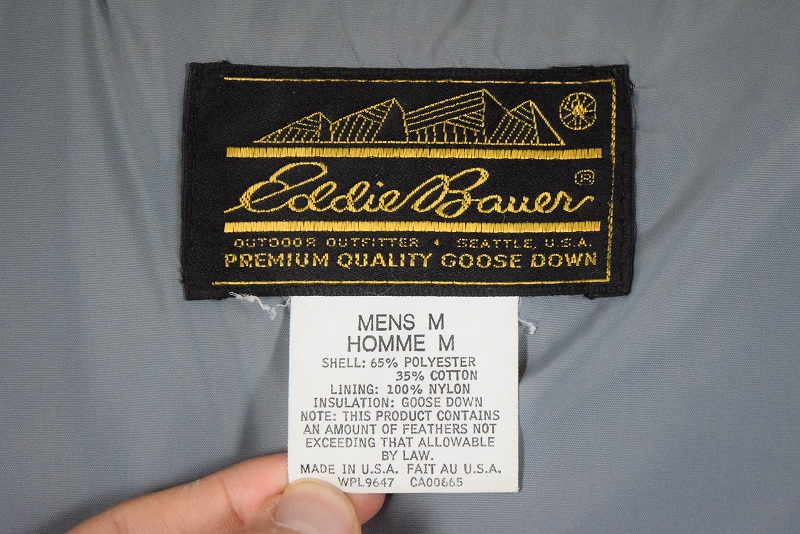 Eddie Bauer ®
OUTDOOR OUTFITTER • SEATTLE, U.S.A.
PREMIUM QUALITY GOOSE DOWN
MENS M
HOMME M
SHELL: 65% POLYESTER
35% COTTON
LINING: 100% NYLON
INSULATION: GOOSE DOWN
NOTE: THIS PRODUCT CONTAINS
AN AMOUNT OF FEATHERS NOT
EXCEEDING THAT ALLOWABLE
BY LAW.
MADE IN U.S.A. FAIT AU U.S.A.
WPL9647 CA00665